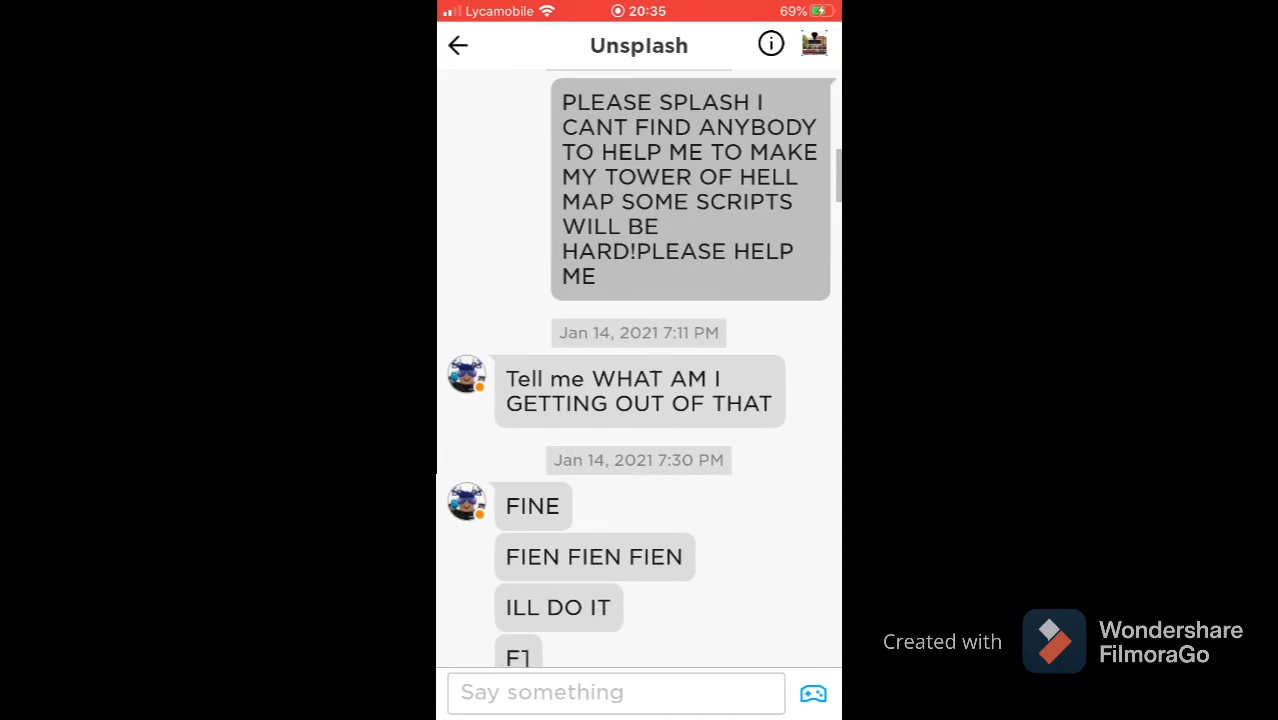 Lycamobile
20:35
69%
Unsplash
PLEASE SPLASH I
CANT FIND ANYBODY
TO HELP ME TO MAKE
MY TOWER OF HELL
MAP SOME SCRIPTS
WILL BE
HARD!PLEASE HELP
ME
Jan 14, 2021 7:11 PM
Tell me WHAT AM I
GETTING OUT OF THAT
Jan 14, 2021 7:30 PM
FINE
FIEN FIEN FIEN
ILL DO IT
Say something
Created with
Wondershare
FilmoraGo